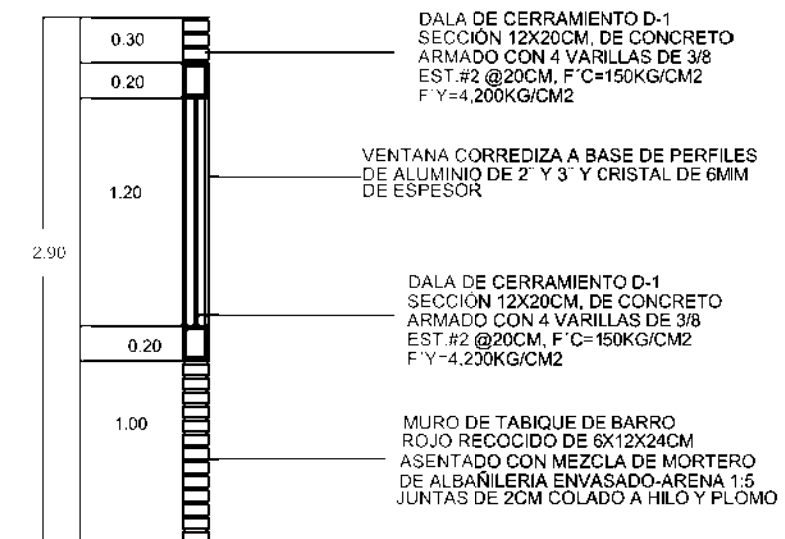 0.30
0.20
1.20
2.90
0.20
1.00
DALA DE CERRAMIENTO D-1
SECCIÓN 12X20CM, DE CONCRETO
ARMADO CON 4 VARILLAS DE 3/8
EST.#2 @20CM, F´C=150KG/CM2
F´Y=4,200KG/CM2
VENTANA CORREDIZA A BASE DE PERFILES
DE ALUMINIO DE 2¨ Y 3¨ Y CRISTAL DE 6MM
DE ESPESOR
DALA DE CERRAMIENTO D-1
SECCIÓN 12X20CM, DE CONCRETO
ARMADO CON 4 VARILLAS DE 3/8
EST.#2 @20CM, F´C=150KG/CM2
F´Y=4,200KG/CM2
MURO DE TABIQUE DE BARRO
ROJO RECOCIDO DE 6X12X24CM
ASENTADO CON MEZCLA DE MORTERO
DE ALBAÑILERIA ENVASADO-ARENA 1:5
JUNTAS DE 2CM COLADO A HILO Y PLOMO